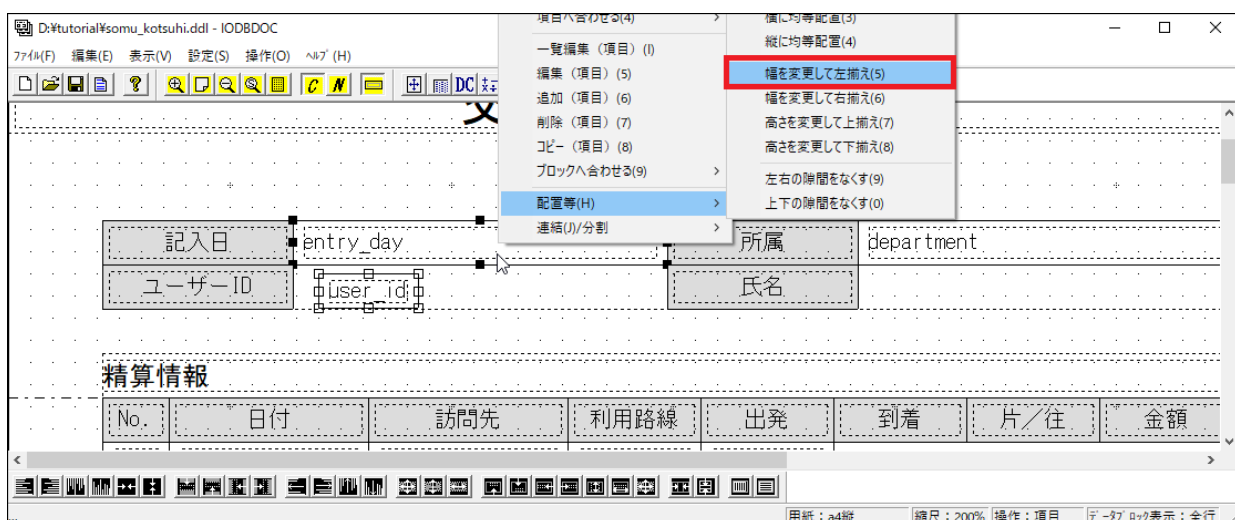 D:¥tutorial¥somu_kotsuhi.ddl - IODBDOC
ﾌｧｲﾙ(F) 編集(E) 表示(V) 設定(S) 操作(O) ﾍﾙﾌﾟ(H)
項目へ合わせる(4)
一覧編集（項目）(I)
編集（項目）(5)
追加（項目）(6)
削除（項目）(7)
コピー（項目）(8)
ブロックへ合わせる(9)
配置等(H)
連結(J)/分割
横に均等配置(3)
縦に均等配置(4)
幅を変更して左揃え(5)
幅を変更して右揃え(6)
高さを変更して上揃え(7)
高さを変更して下揃え(8)
左右の隙間をなくす(9)
上下の隙間をなくす(0)
C N DC
記入日 entry_day 所属 department
ユーザーID user_id 氏名
精算情報
No. 日付 訪問先 利用路線 出発 到着 片／往 金額
用紙：a4縦 縮尺：200% 操作：項目 ﾃﾞｰﾀﾌﾞﾛｯｸ表示：全行